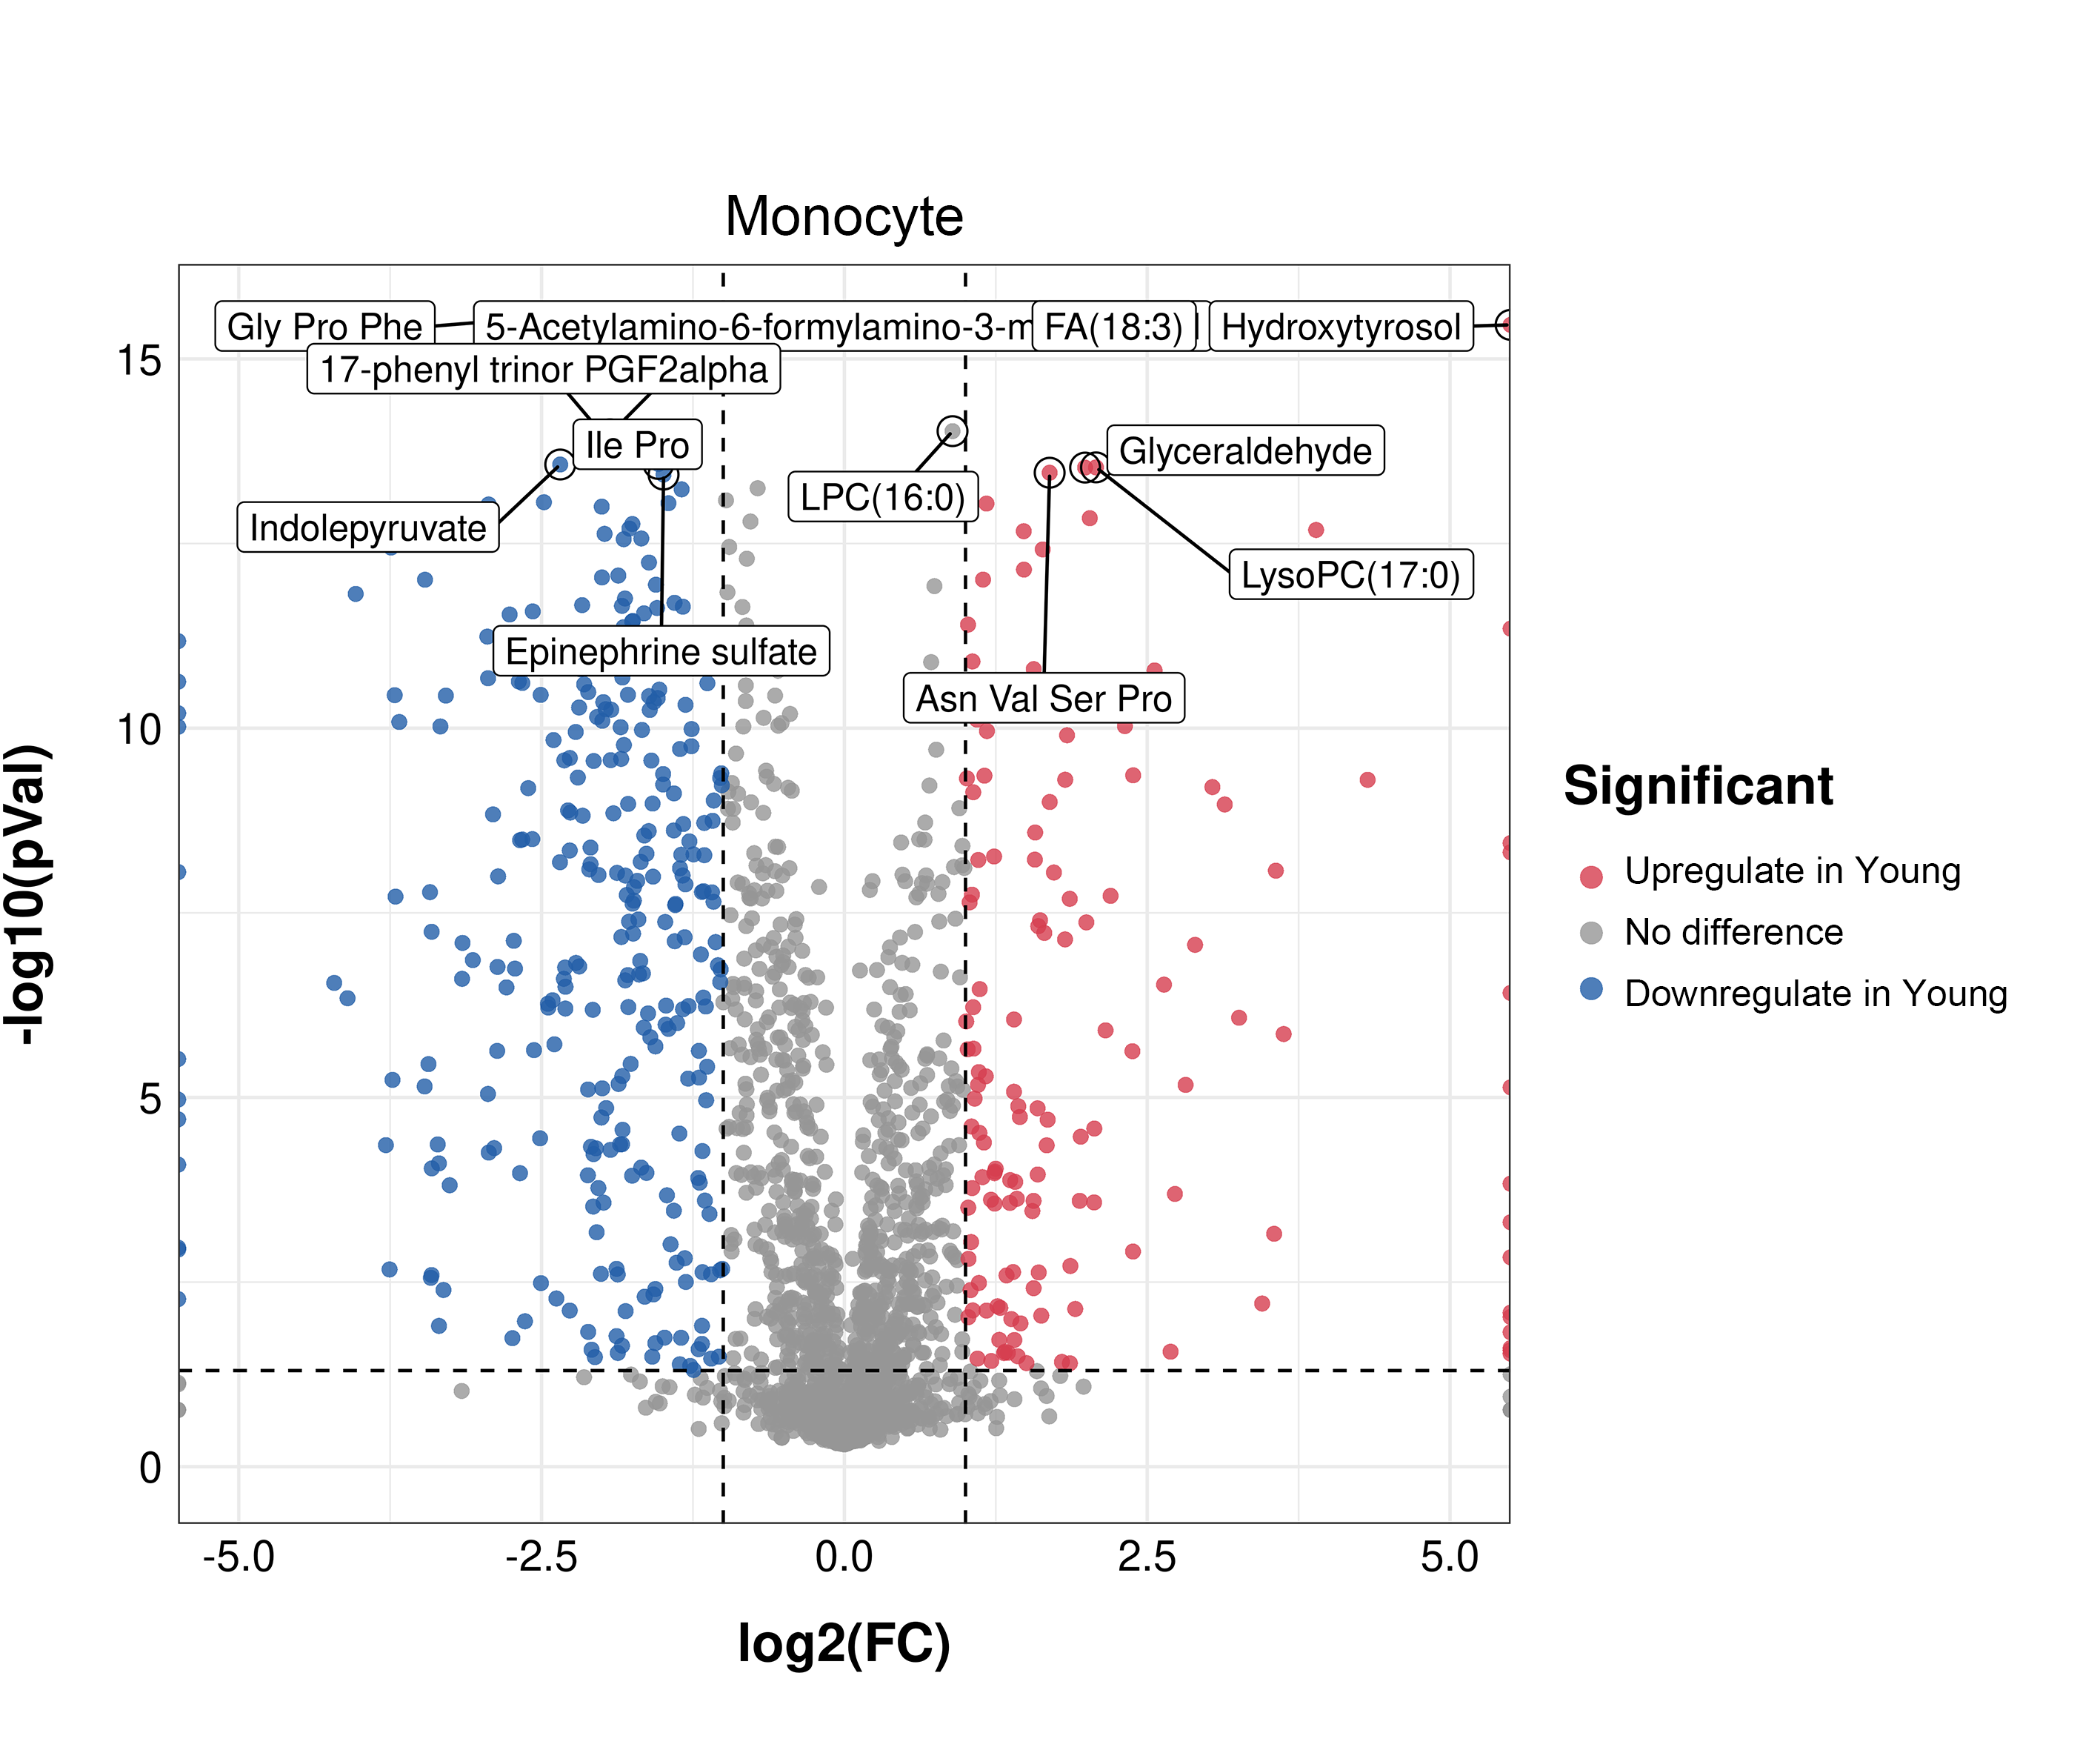 Monocyte
Gly Pro Phe
5-Acetylamino-6-formylamino-3-m
FA(18:3)
Hydroxytyrosol
17-phenyl trinor PGF2alpha
Ile Pro
Glyceraldehyde
LPC(16:0)
Indolepyruvate
LysoPC(17:0)
Epinephrine sulfate
Asn Val Ser Pro
15
10
5
0
-log10(pVal)
-5.0
-2.5
0.0
2.5
5.0
log2(FC)
Significant
Upregulate in Young
No difference
Downregulate in Young